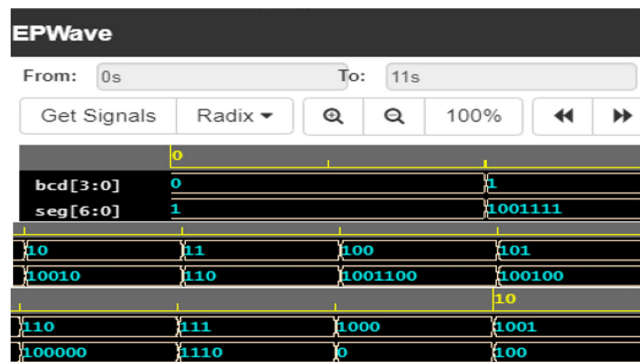 EPWave
From: 0s To: 11s
Get Signals Radix 100%
0
bcd[3:0] 0 1
seg[6:0] 1 1001111
10 11 100 101
10010 110 1001100 100100
10
110 111 1000 1001
100000 1110 0 100